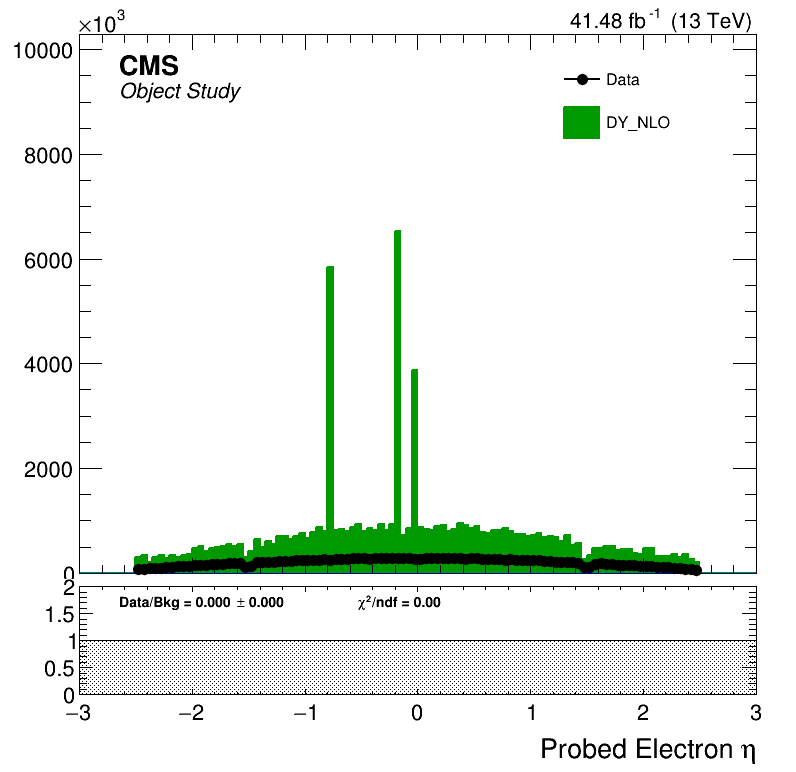 ×10³
41.48 fb⁻¹ (13 TeV)
10000
CMS
Object Study
Data
DY_NLO
8000
6000
4000
2000
0
2
Data/Bkg = 0.000 ± 0.000
χ²/ndf = 0.00
1.5
1
0.5
0
−3 −2 −1 0 1 2 3
Probed Electron η